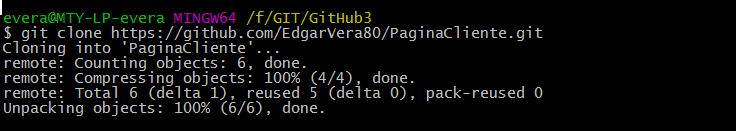 evera@MTY-LP-evera MINGW64 /f/GIT/GitHub3
$ git clone https://github.com/EdgarVera80/PaginaCliente.git
Cloning into 'PaginaCliente'...
remote: Counting objects: 6, done.
remote: Compressing objects: 100% (4/4), done.
remote: Total 6 (delta 1), reused 5 (delta 0), pack-reused 0
Unpacking objects: 100% (6/6), done.